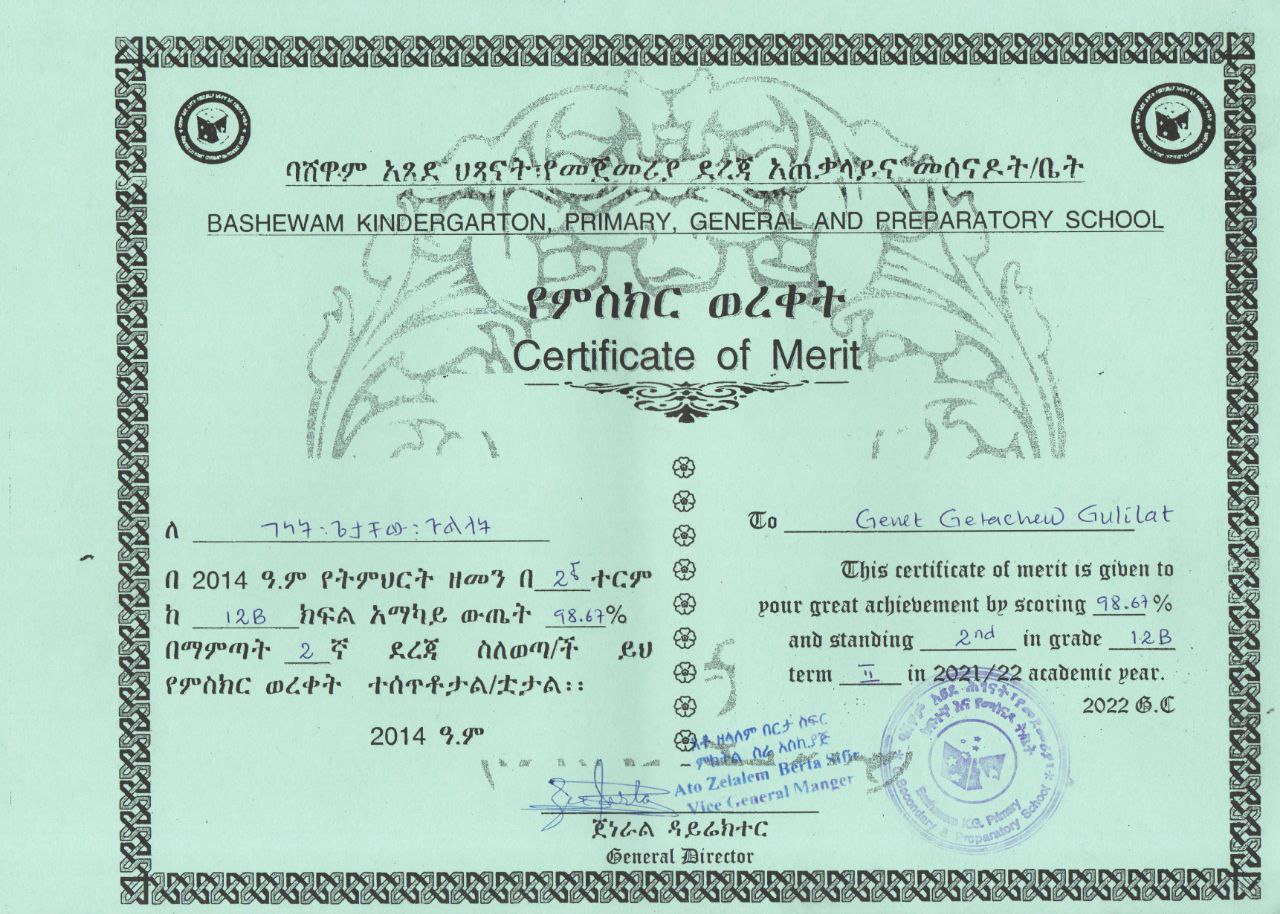 ባሸዋም አጸደ ህጻናት፣የመጀመሪያ ደረጃ አጠቃላይና መሰናዶት/ቤት
BASHEWAM KINDERGARTON, PRIMARY, GENERAL AND PREPARATORY SCHOOL
የምስክር ወረቀት
Certificate of Merit
ለ ገነት፡ጌታቸው፡ጉልላት
በ 2014 ዓ.ም የትምህርት ዘመን በ 2ኛ ተርም
ከ 12B ክፍል አማካይ ውጤት 98.67%
በማምጣት 2 ኛ ደረጃ ስለወጣ/ች ይህ
የምስክር ወረቀት ተሰጥቶታል/ቷታል፡፡
2014 ዓ.ም
To Genet Getachew Gulilat
This certificate of merit is given to
your great achievement by scoring 98.67%
and standing 2nd in grade 12B
term II in 2021/22 academic year.
2022 G.C
አቶ ዘላለም በርታ ስፍር
ምክትል ስራ አስኪያጅ
Ato Zelalem Berta Sifir
Vice General Manger
ጀነራል ዳይሬክተር
General Director
Bashewam K.G. Primary
Secondary & Preparatory School